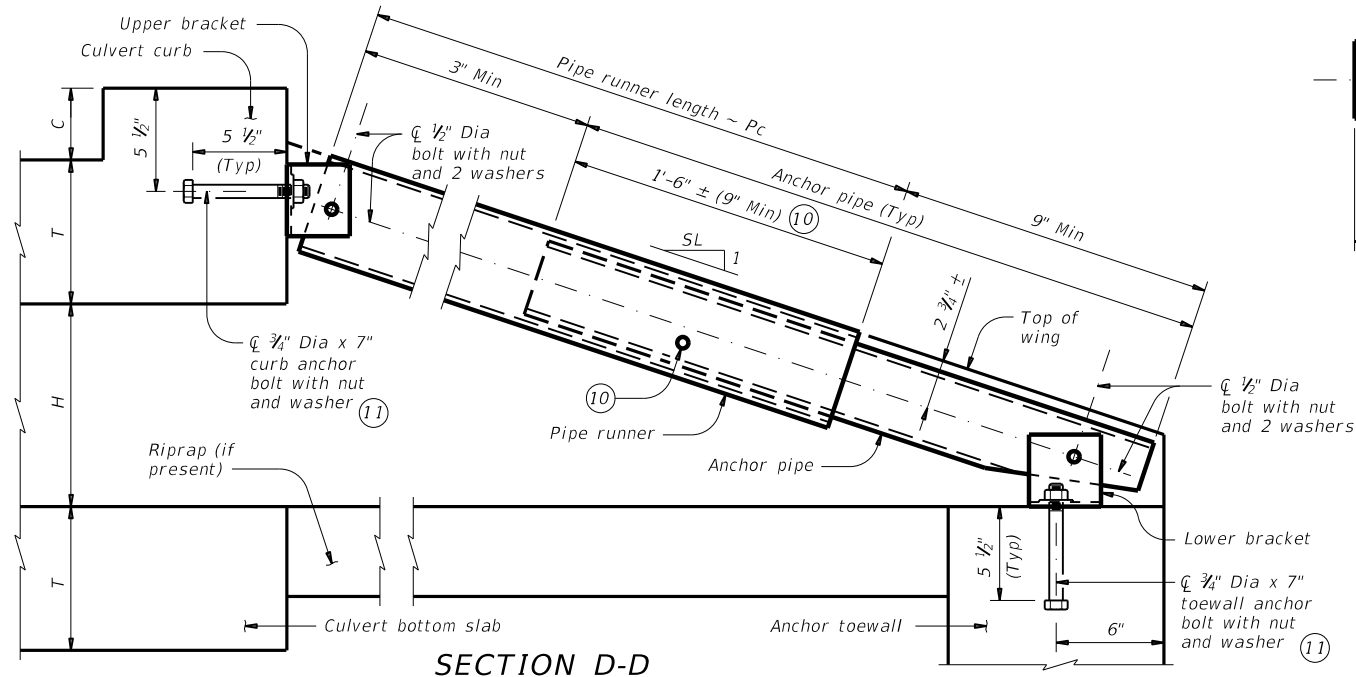 Upper bracket
Culvert curb
C
5 ½"
5 ½"
(Typ)
T
3" Min
Pipe runner length ~ Pc
℄ ½" Dia
bolt with nut
and 2 washers
1'-6" ± (9" Min) 10
Anchor pipe (Typ)
9" Min
SL
1
2 ¾" ±
Top of
wing
℄ ¾" Dia x 7"
curb anchor
bolt with nut
and washer 11
H
10
Pipe runner
Anchor pipe
℄ ½" Dia
bolt with nut
and 2 washers
Riprap (if
present)
T
5 ½"
(Typ)
Lower bracket
℄ ¾" Dia x 7"
toewall anchor
bolt with nut
and washer 11
6"
Culvert bottom slab
Anchor toewall
SECTION D-D